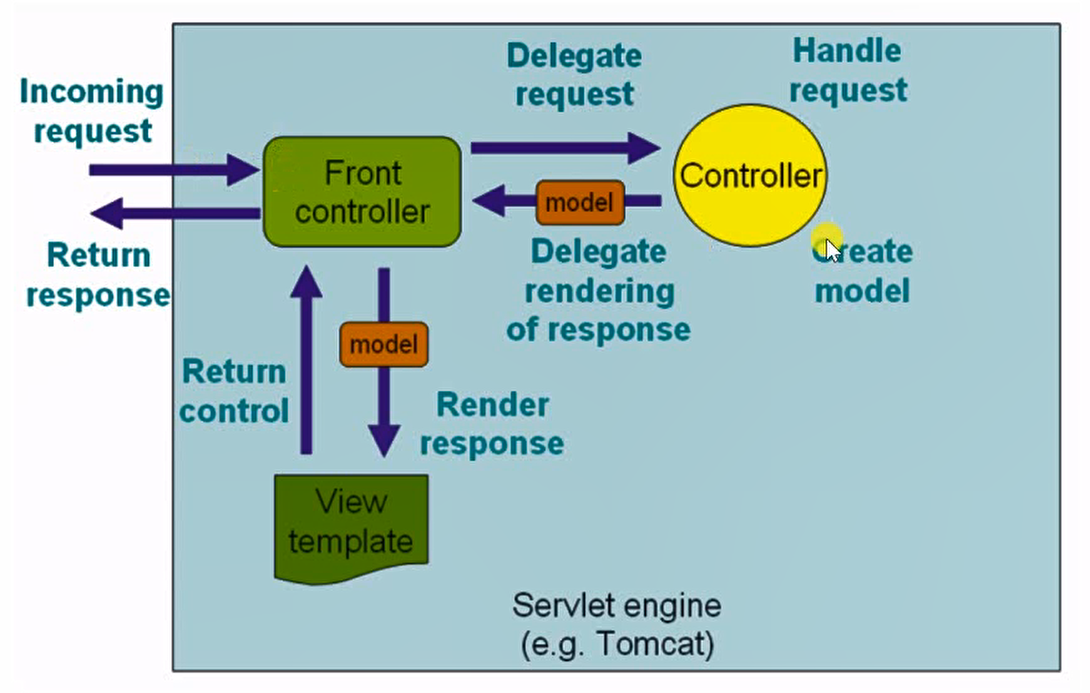 Incoming
request
Return
response
Front
controller
Delegate
request
Handle
request
Controller
model
Delegate
rendering
of response
Create
model
model
Return
control
Render
response
View
template
Servlet engine
(e.g. Tomcat)